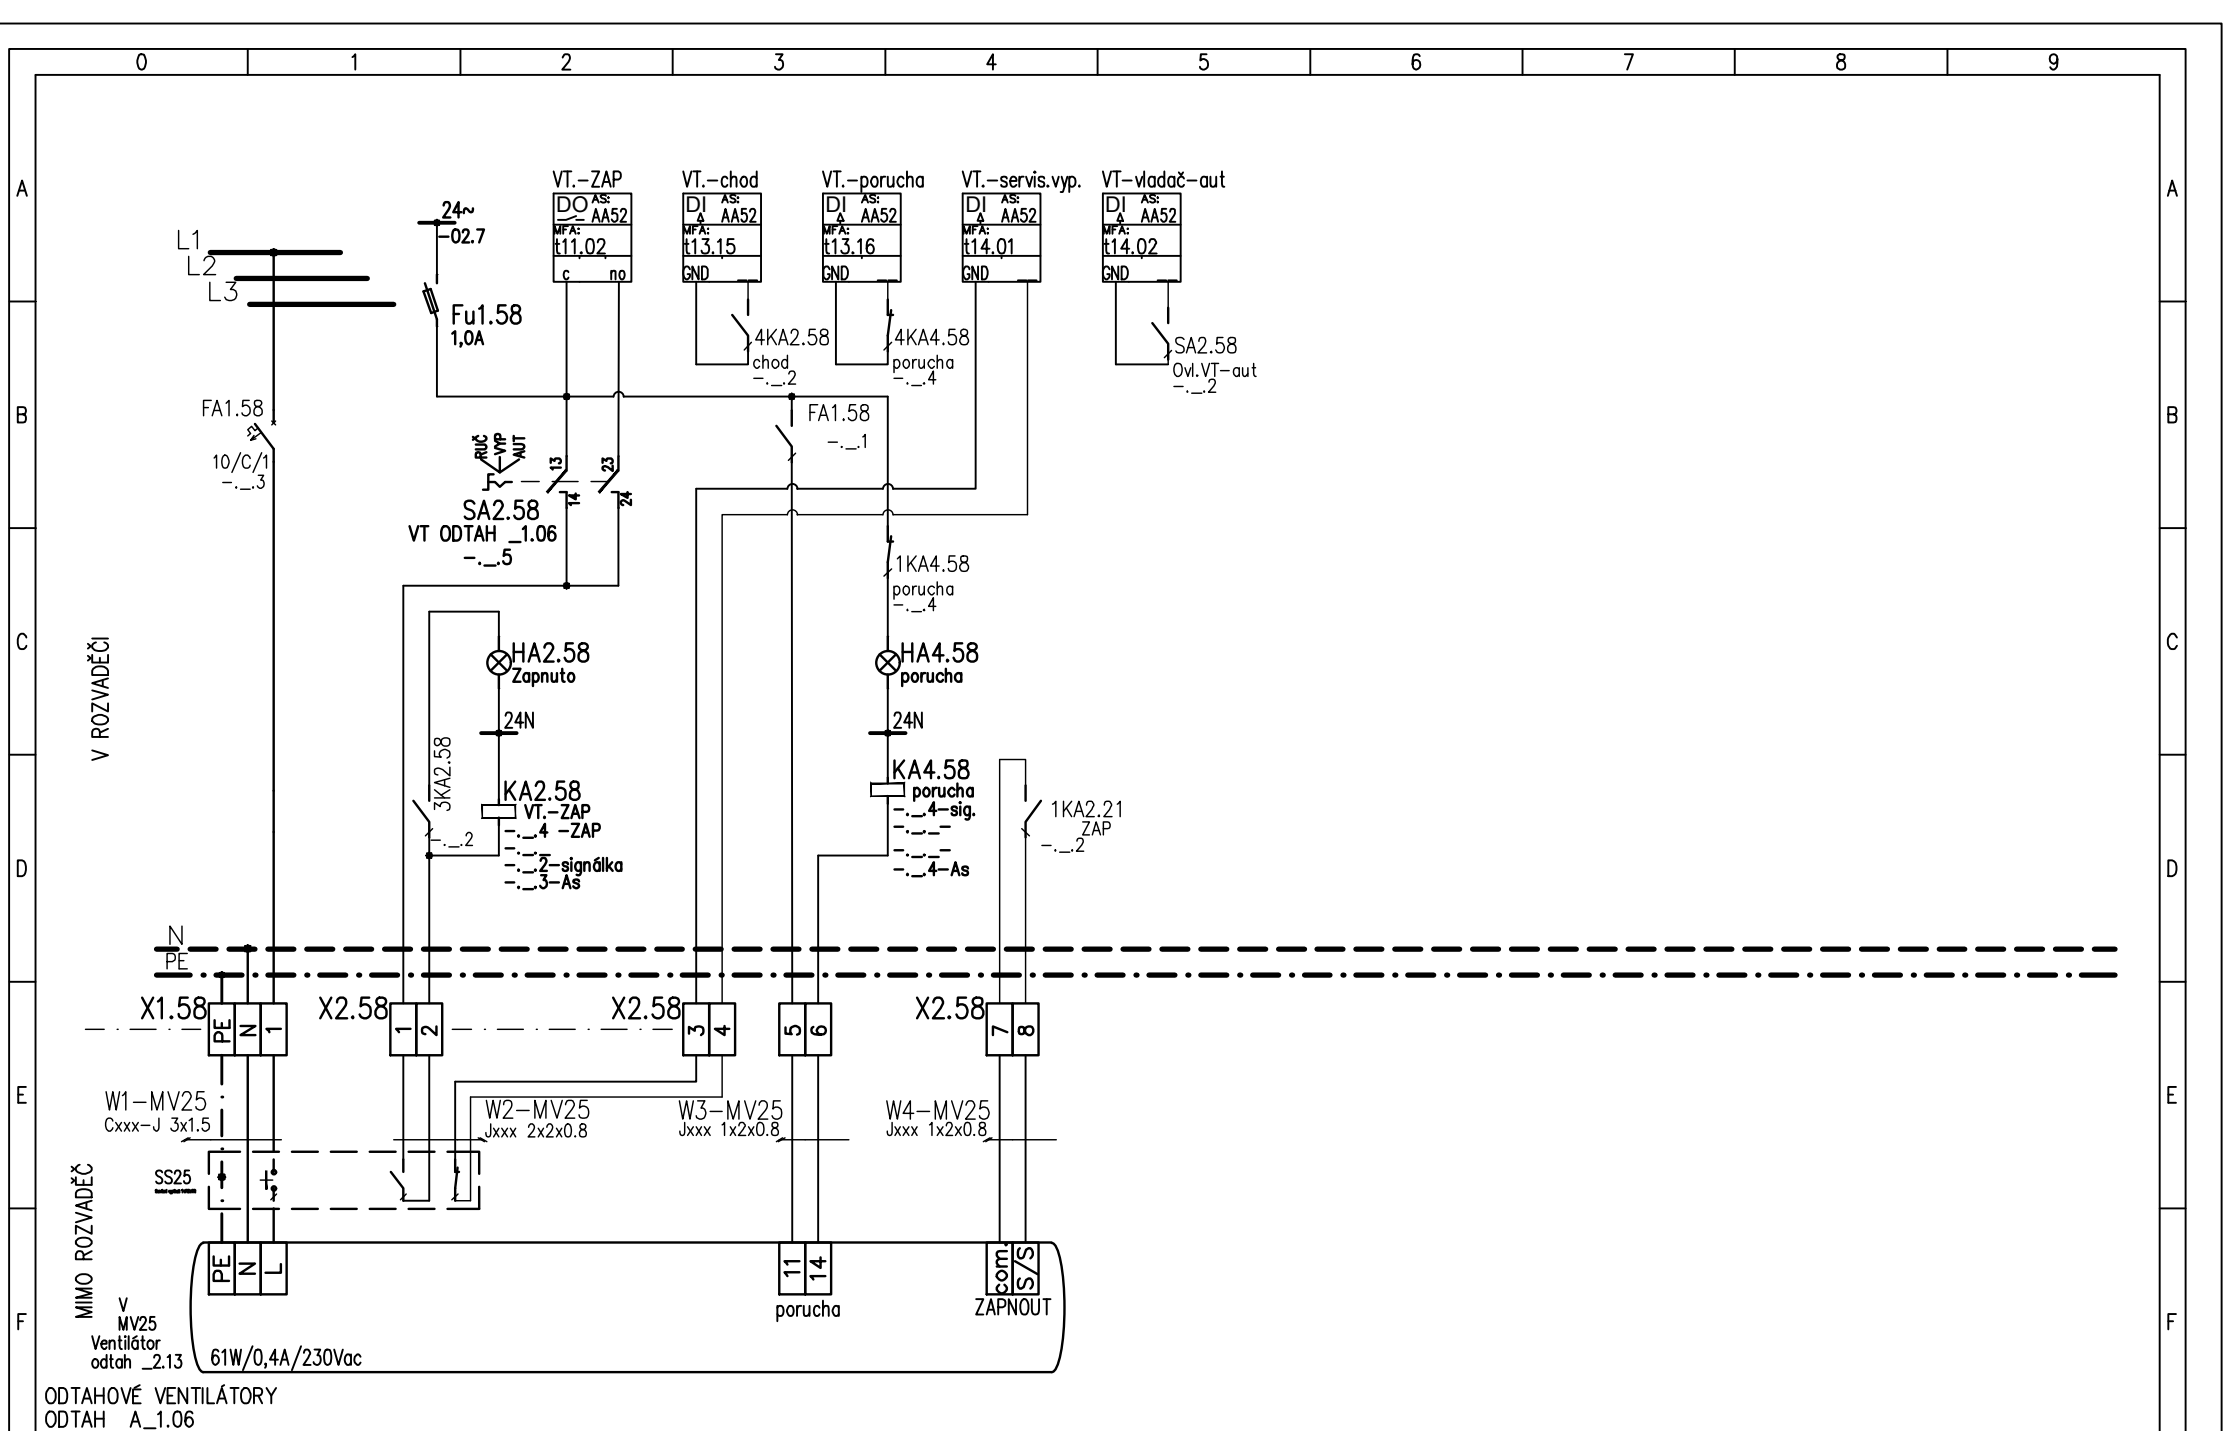 0 1 2 3 4 5 6 7 8 9
A A
B B
C C
D D
E E
F F
VT.-ZAP
DO AS:
AA52
MFA:
t11.02
c no
VT.-chod
DI AS:
AA52
MFA:
t13.15
GND __
VT.-porucha
DI AS:
AA52
MFA:
t13.16
GND __
VT.-servis.vyp.
DI AS:
AA52
MFA:
t14.01
GND __
VT-vladač-aut
DI AS:
AA52
MFA:
t14.02
GND __
L1
L2
L3
24~
-02.7
Fu1.58
1,0A
4KA2.58
chod
-._.2
4KA4.58
porucha
-._.4
SA2.58
Ovl.VT-aut
-._.2
FA1.58
10/C/1
-._.3
FA1.58
-._.1
RUČ
VYP
AUT
13
14
23
24
SA2.58
VT ODTAH _1.06
-._.5
1KA4.58
porucha
-._.4
V ROZVADĚČI
HA2.58
Zapnuto
24N
HA4.58
porucha
24N
3KA2.58
-._.2
KA2.58
VT.-ZAP
-._.4 -ZAP
-._._
-._.2-signálka
-._.3-As
KA4.58
porucha
-._.4-sig.
-._._-
-._._-
-._.4-As
1KA2.21
ZAP
-._.2
N
PE
X1.58 PE N 1
X2.58 1 2
X2.58 3 4
5 6
X2.58 7 8
W1-MV25
Cxxx-J 3x1.5
W2-MV25
Jxxx 2x2x0.8
W3-MV25
Jxxx 1x2x0.8
W4-MV25
Jxxx 1x2x0.8
SS25
MIMO ROZVADĚČ
PE N L
11 14
porucha
com. S/S
ZAPNOUT
V
MV25
Ventilátor
odtah _2.13
61W/0,4A/230Vac
ODTAHOVÉ VENTILÁTORY
ODTAH A_1.06